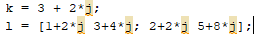 k = 3 + 2*j;
l = [1+2*j 3+4*j; 2+2*j 5+8*j];